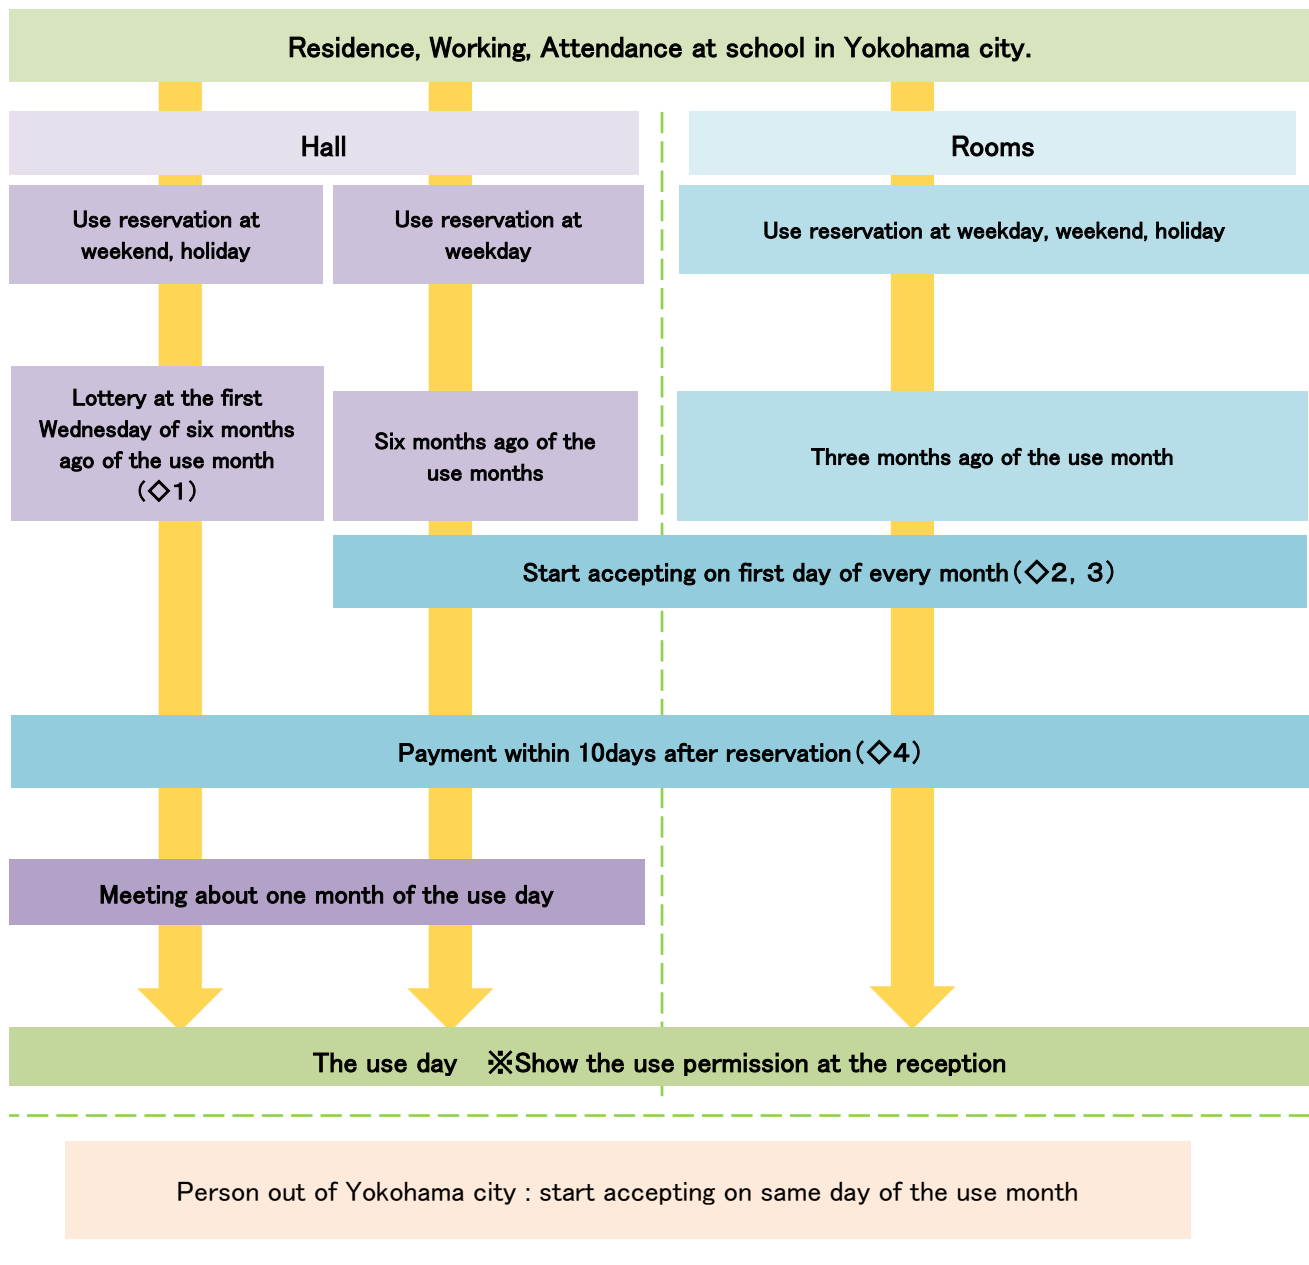 Residence, Working, Attendance at school in Yokohama city.
Hall
Rooms
Use reservation at
weekend, holiday
Use reservation at
weekday
Use reservation at weekday, weekend, holiday
Lottery at the first
Wednesday of six months
ago of the use month
（◇１）
Six months ago of the
use months
Three months ago of the use month
Start accepting on first day of every month（◇２，３）
Payment within 10days after reservation（◇４）
Meeting about one month of the use day
The use day　※Show the use permission at the reception
Person out of Yokohama city : start accepting on same day of the use month